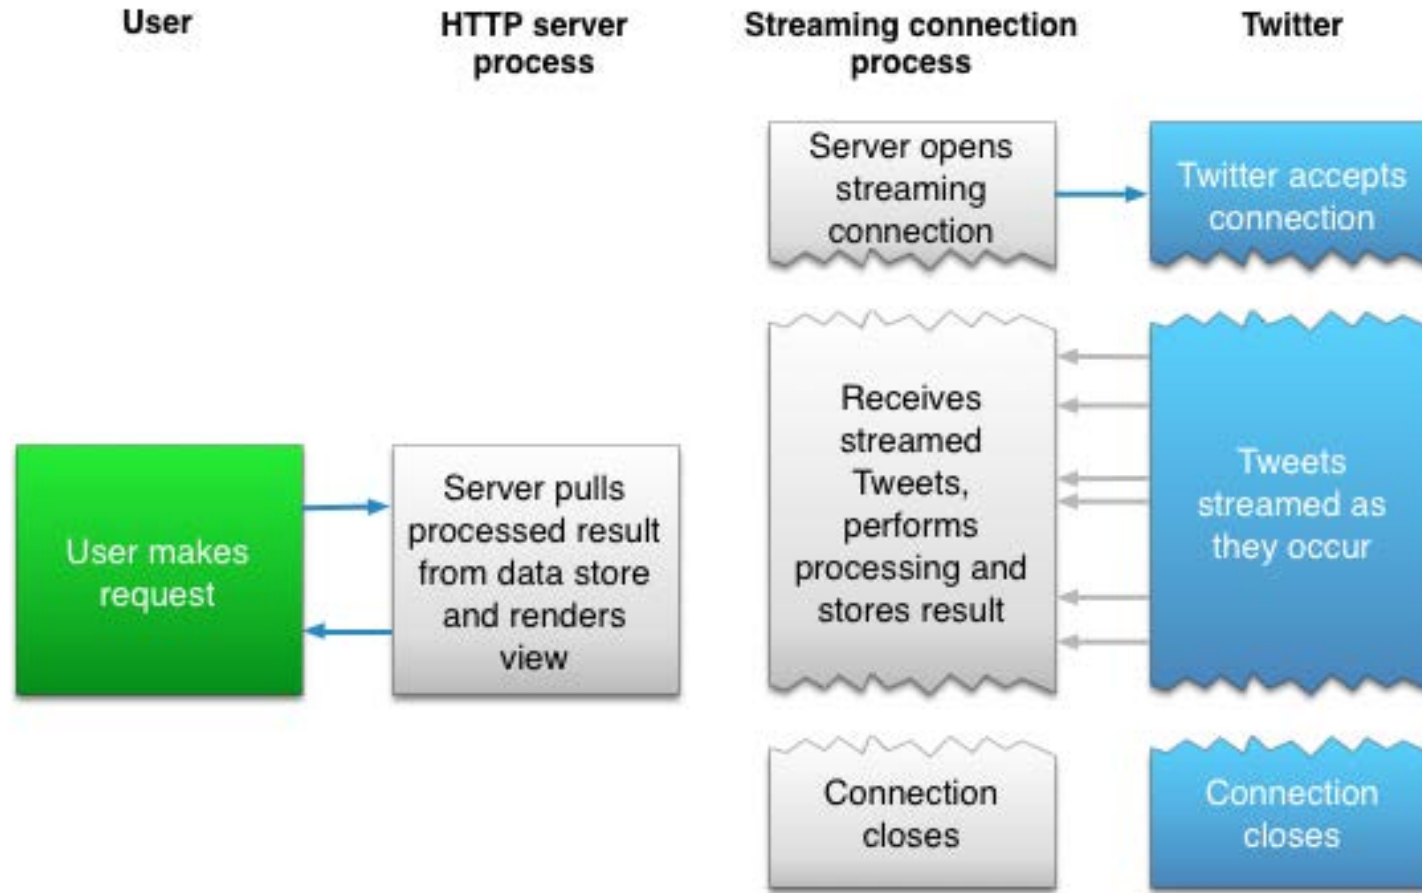 User
HTTP server
process
Streaming connection
process
Twitter
Server opens
streaming
connection
Twitter accepts
connection
User makes
request
Server pulls
processed result
from data store
and renders
view
Receives
streamed
Tweets,
performs
processing and
stores result
Tweets
streamed as
they occur
Connection
closes
Connection
closes